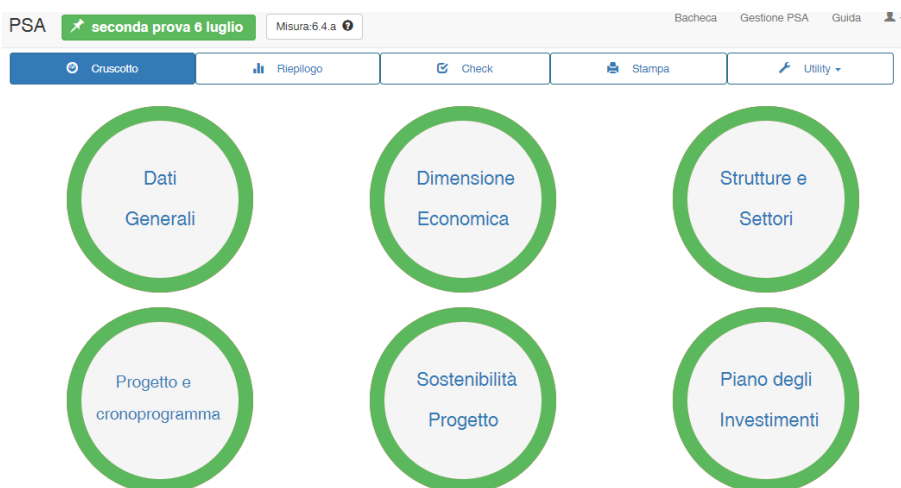 PSA seconda prova 6 luglio Misura:6.4.a Bacheca Gestione PSA Guida
Cruscotto Riepilogo Check Stampa Utility
Dati
Generali
Dimensione
Economica
Strutture e
Settori
Progetto e
cronoprogramma
Sostenibilità
Progetto
Piano degli
Investimenti